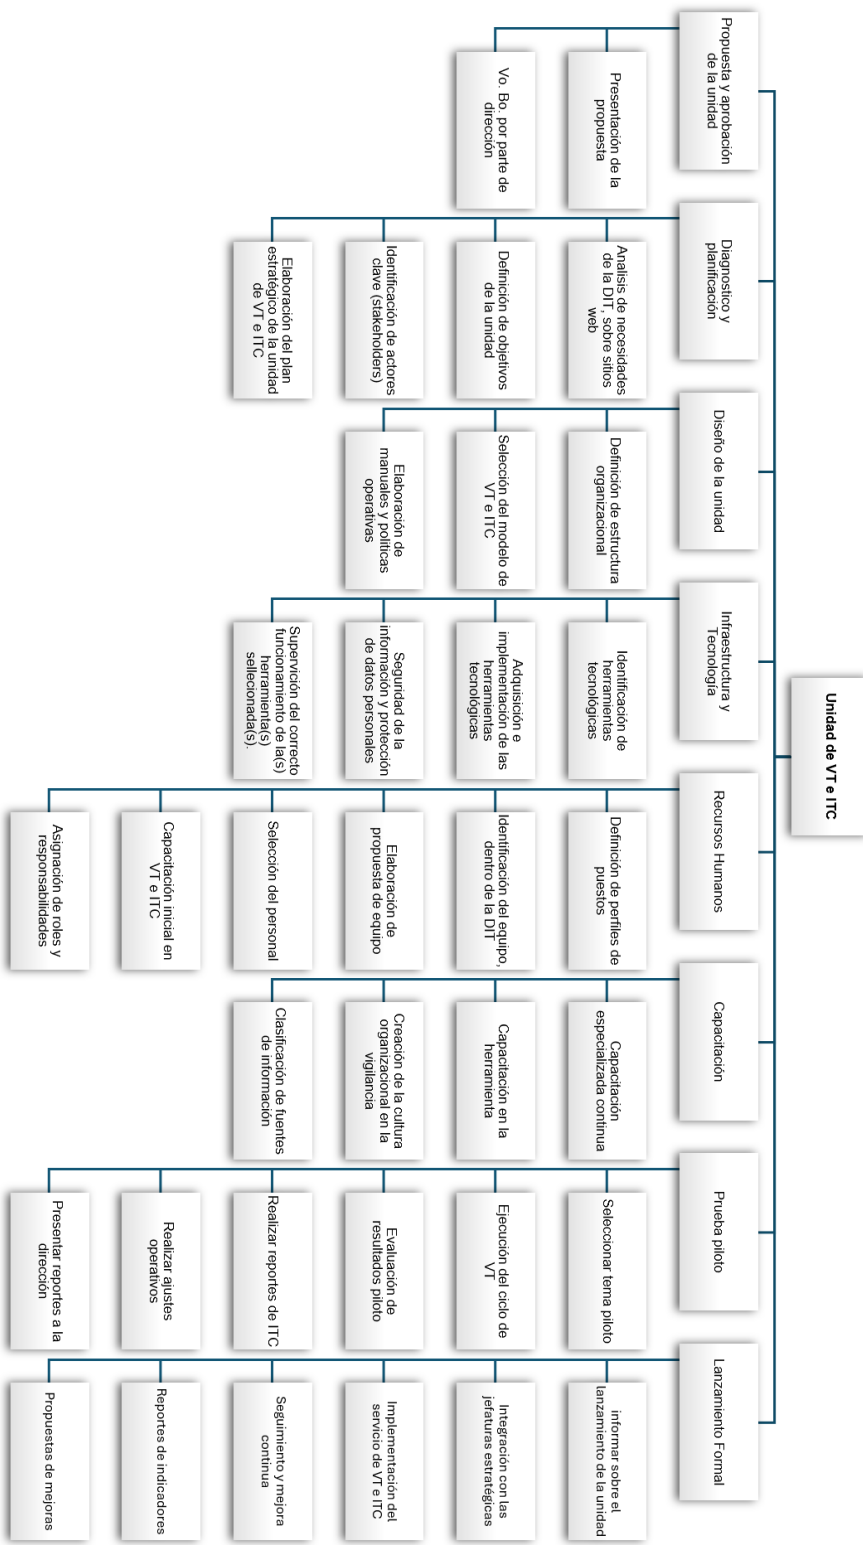 Unidad de VT e ITC
Propuesta y aprobación
de la unidad
Presentación de la
propuesta
Vo. Bo. por parte de
dirección
Diagnostico y
planificación
Analisis de necesidades
de la DIT, sobre sitios
web
Definición de objetivos
de la unidad
Identificación de actores
clave (stakeholders)
Elaboración del plan
estratégico de la unidad
de VT e ITC
Diseño de la unidad
Definición de estructura
organizacional
Selección del modelo de
VT e ITC
Elaboración de
manuales y políticas
operativas
Infraestructura y
Tecnología
Identificación de
herramientas
tecnológicas
Adquisición e
implementación de las
herramientas
tecnológicas
Seguridad de la
información y protección
de datos personales
Supervición del correcto
funcionamiento de la(s)
herramienta(s)
sellecionada(s).
Recursos Humanos
Definición de perfiles de
puestos
Identificación del equipo,
dentro de la DIT
Elaboración de
propuesta de equipo
Selección del personal
Capacitación inicial en
VT e ITC
Asignación de roles y
responsabilidades
Capacitación
Capacitación
especializada continua
Capacitación en la
herramienta
Creación de la cultura
organizacional en la
vigilancia
Clasificación de fuentes
de información
Prueba piloto
Seleccionar tema piloto
Ejecución del ciclo de
VT
Evaluación de
resultados piloto
Realizar reportes de ITC
Realizar ajustes
operativos
Presentar reportes a la
dirección
Lanzamiento Formal
informar sobre el
lanzamiento de la unidad
Integración con las
jefaturas estratégicas
Implementación del
servicio de VT e ITC
Seguimiento y mejora
continua
Reportes de indicadores
Propuestas de mejoras